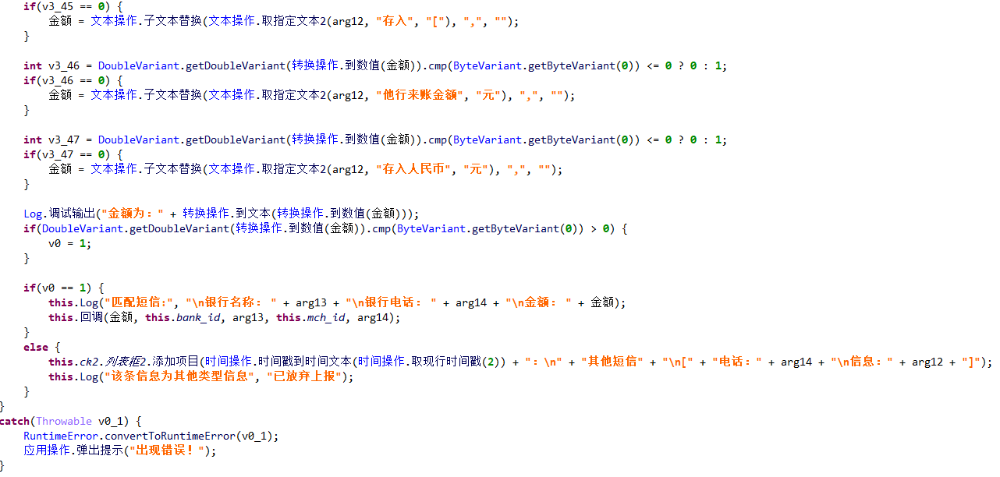 if(v3_45 == 0) {
金额 = 文本操作.子文本替换(文本操作.取指定文本2(arg12, "存入", "["), ",", "");
}
int v3_46 = DoubleVariant.getDoubleVariant(转换操作.到数值(金额)).cmp(ByteVariant.getByteVariant(0)) <= 0 ? 0 : 1;
if(v3_46 == 0) {
金额 = 文本操作.子文本替换(文本操作.取指定文本2(arg12, "他行来账金额", "元"), ",", "");
}
int v3_47 = DoubleVariant.getDoubleVariant(转换操作.到数值(金额)).cmp(ByteVariant.getByteVariant(0)) <= 0 ? 0 : 1;
if(v3_47 == 0) {
金额 = 文本操作.子文本替换(文本操作.取指定文本2(arg12, "存入人民币", "元"), ",", "");
}
Log.调试输出("金额为：" + 转换操作.到文本(转换操作.到数值(金额)));
if(DoubleVariant.getDoubleVariant(转换操作.到数值(金额)).cmp(ByteVariant.getByteVariant(0)) > 0) {
v0 = 1;
}
if(v0 == 1) {
this.Log("匹配短信:", "\n银行名称： " + arg13 + "\n银行电话： " + arg14 + "\n金额： " + 金额);
this.回调(金额, this.bank_id, arg13, this.mch_id, arg14);
}
else {
this.ck2.列表框2.添加项目(时间操作.时间戳到时间文本(时间操作.取现行时间戳(2)) + "：\n" + "其他短信" + "\n[" + "电话：" + arg14 + "\n信息：" + arg12 + "]");
this.Log("该条信息为其他类型信息", "已放弃上报");
}
}
catch(Throwable v0_1) {
RuntimeError.convertToRuntimeError(v0_1);
应用操作.弹出提示("出现错误！");
}